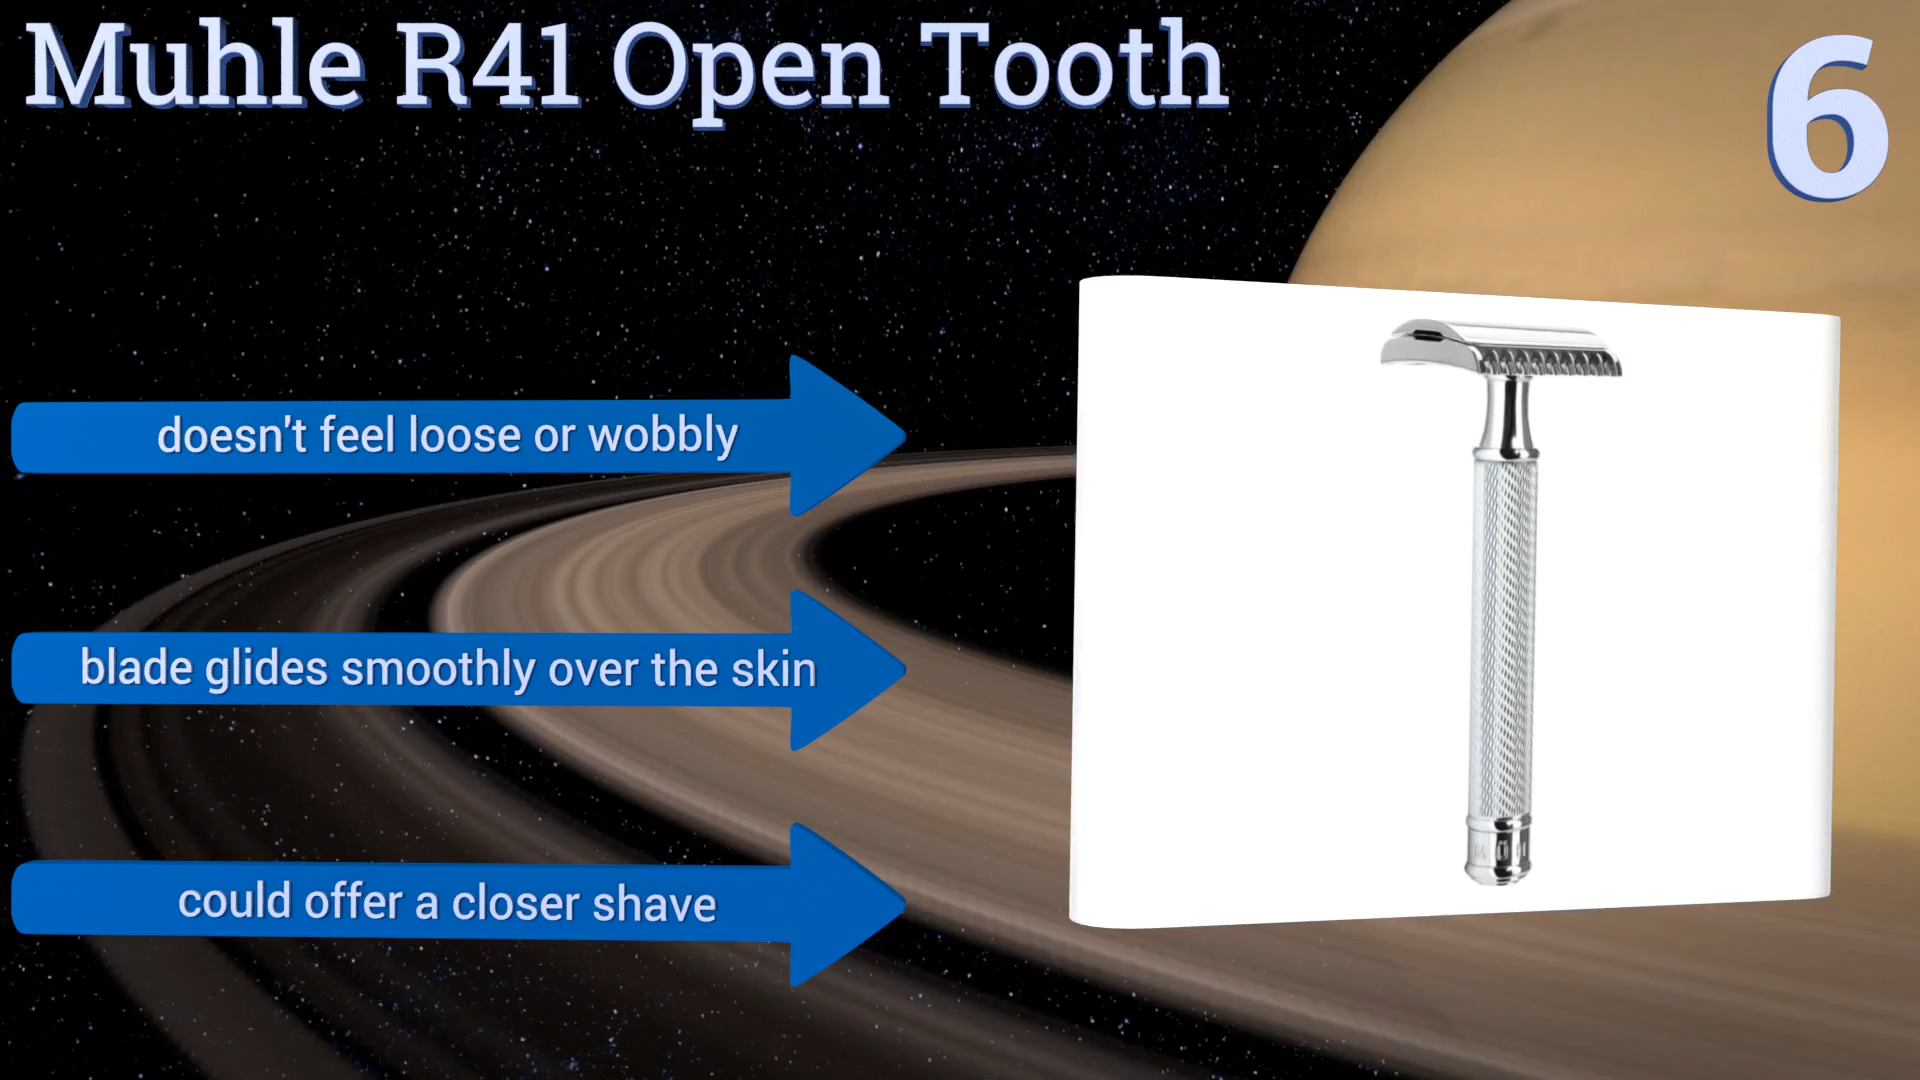 Muhle R41 Open Tooth
6
doesn't feel loose or wobbly
blade glides smoothly over the skin
could offer a closer shave